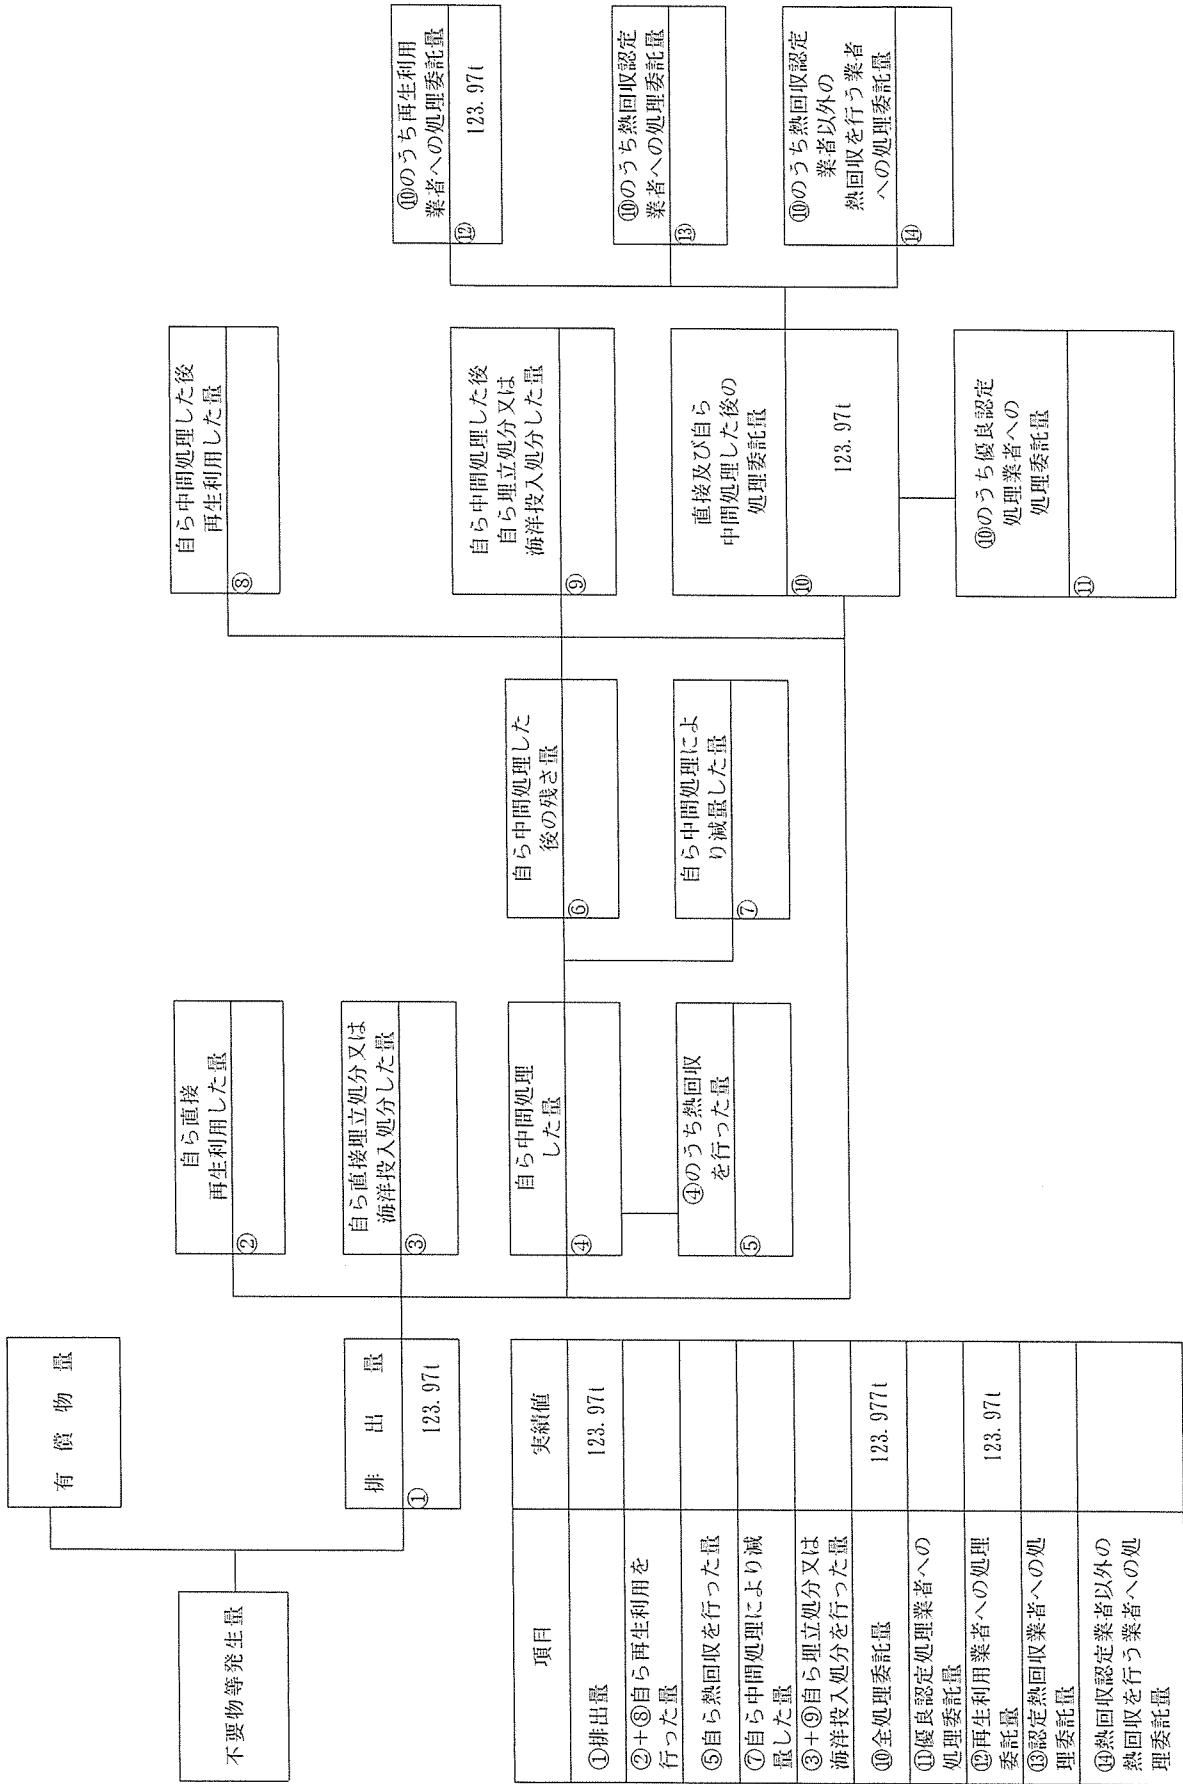 不要物等発生量
有償物量
排出量
①
123.97t
自ら直接
再生利用した量
②
自ら直接埋立処分又は
海洋投入処分した量
③
自ら中間処理
した量
④
④のうち熱回収
を行った量
⑤
自ら中間処理した
後の残さ量
⑥
自ら中間処理によ
り減量した量
⑦
自ら中間処理した後
再生利用した量
⑧
自ら中間処理した後
自ら埋立処分又は
海洋投入処分した量
⑨
直接及び自ら
中間処理した後の
処理委託量
⑩
123.97t
⑩のうち優良認定
処理業者への
処理委託量
⑪
⑩のうち再生利用
業者への処理委託量
⑫
123.97t
⑩のうち熱回収認定
業者への処理委託量
⑬
⑩のうち熱回収認定
業者以外の
熱回収を行う業者
への処理委託量
⑭
項目 実績値
①排出量 123.97t
②+⑧自ら再生利用を
行った量
⑤自ら熱回収を行った量
⑦自ら中間処理により減
量した量
③+⑨自ら埋立処分又は
海洋投入処分を行った量
⑩全処理委託量 123.977t
⑪優良認定処理業者への
処理委託量
⑫再生利用業者への処理
委託量 123.97t
⑬認定熱回収業者への処
理委託量
⑭熱回収認定業者以外の
熱回収を行う業者への処
理委託量